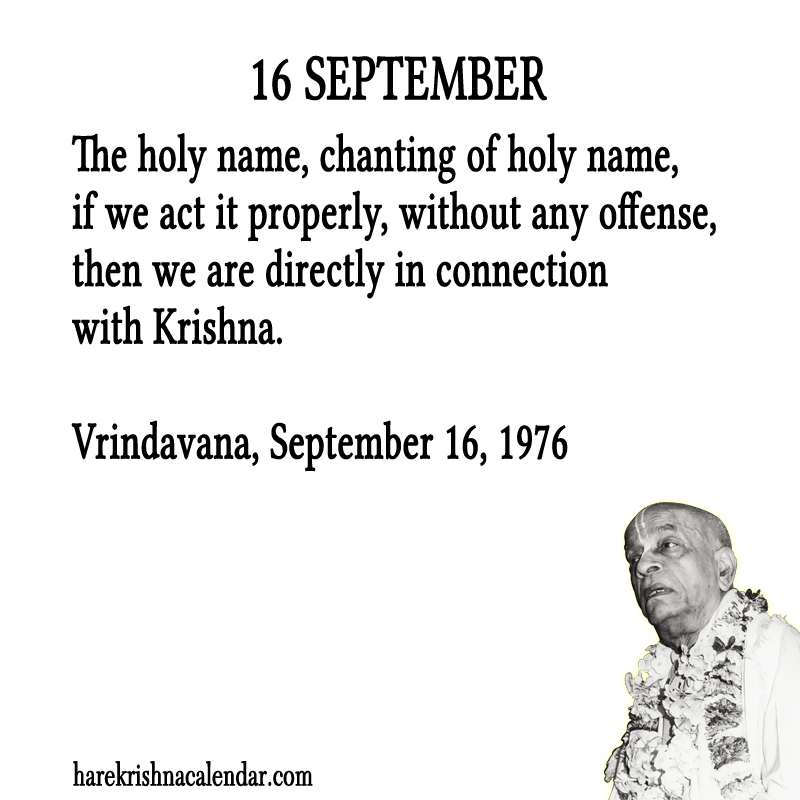 16 SEPTEMBER
The holy name, chanting of holy name,
if we act it properly, without any offense,
then we are directly in connection
with Krishna.
Vrindavana, September 16, 1976
harekrishnacalendar.com